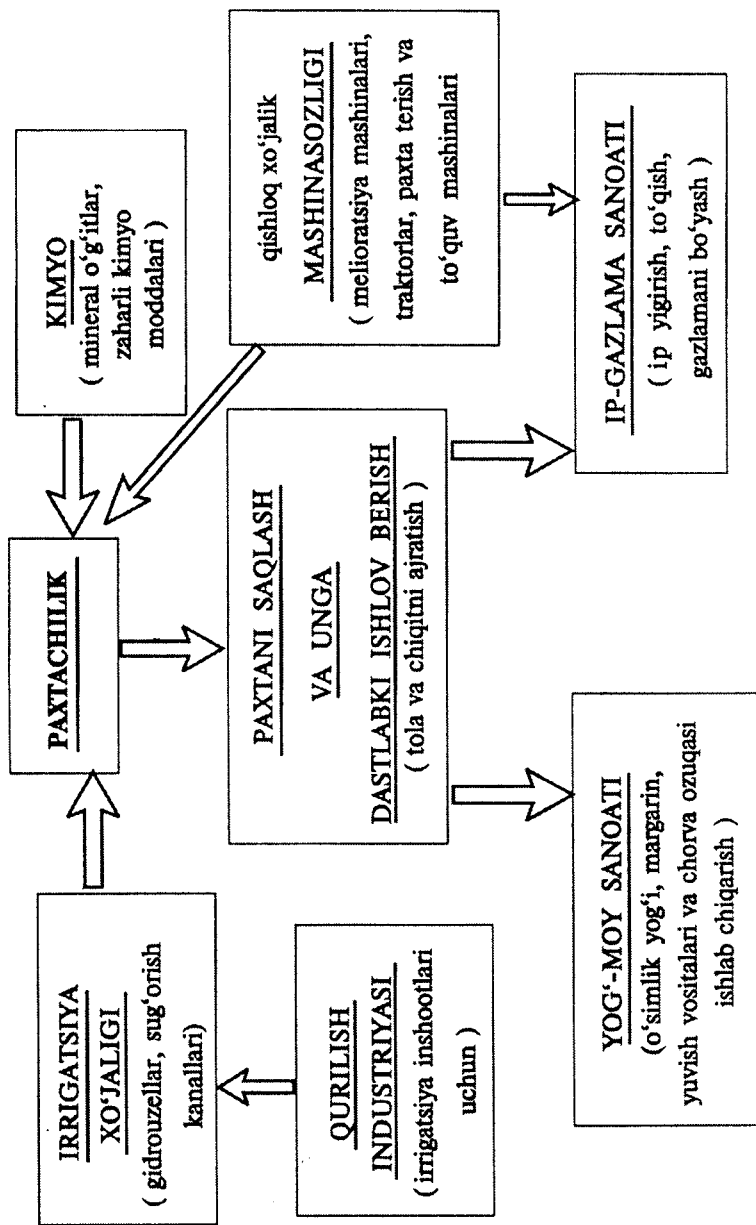 IRRIGATSIYA
XO‘JALIGI
( gidrouzellar, sug‘orish
kanallari)
PAXTACHILIK
KIMYO
( mineral o‘g‘itlar,
zaharli kimyo
moddalari )
QURILISH
INDUSTRIYASI
(irrigatsiya inshootlari
uchun )
PAXTANI SAQLASH
VA UNGA
DASTLABKI ISHLOV BERISH
( tola va chiqitni ajratish )
qishloq xo‘jalik
MASHINASOZLIGI
( melioratsiya mashinalari,
traktorlar, paxta terish va
to‘quv mashinalari
YOG‘-MOY SANOATI
(o‘simlik yog‘i, margarin,
yuvish vositalari va chorva ozuqasi
ishlab chiqarish )
IP-GAZLAMA SANOATI
( ip yigirish, to‘qish,
gazlamani bo‘yash )